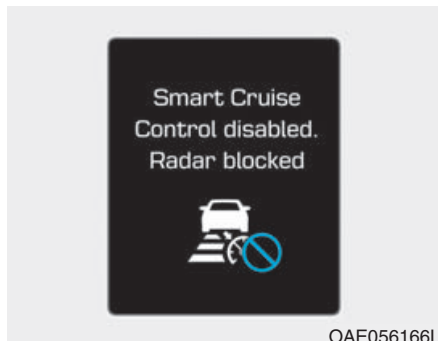 Smart Cruise
Control disabled.
Radar blocked
OAE056166L